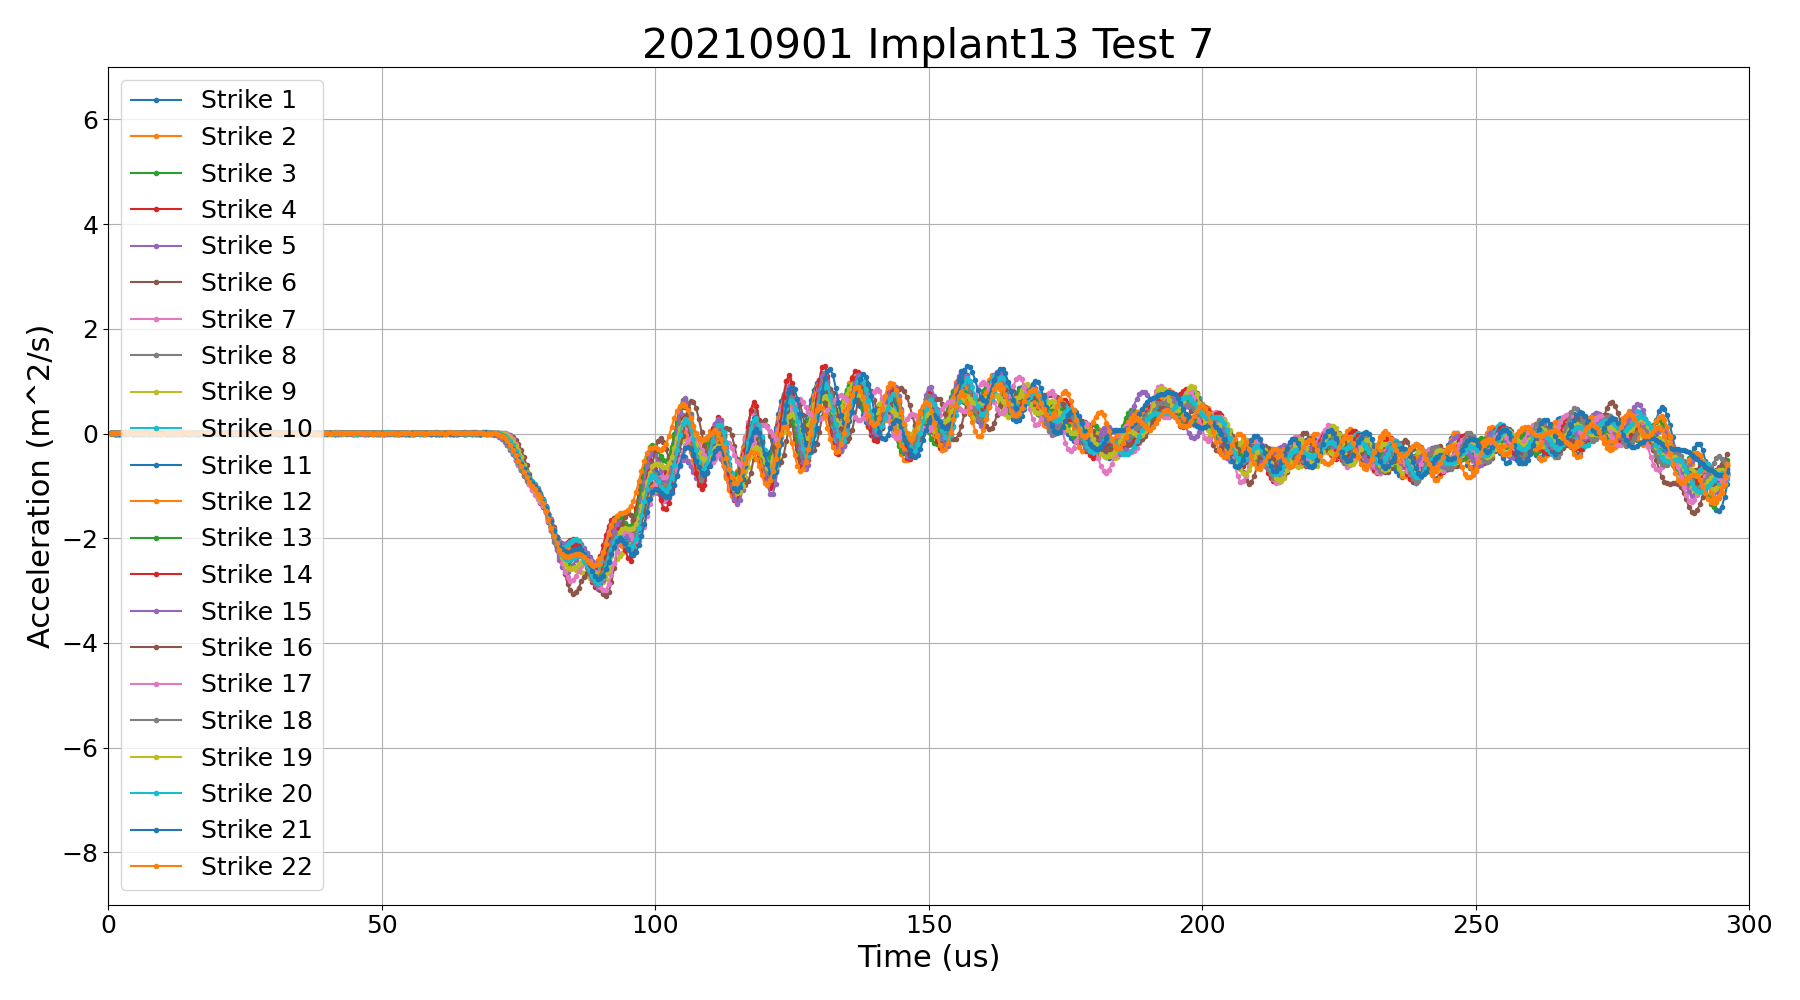 20210901 Implant13 Test 7
Acceleration (m^2/s)
6
4
2
0
−2
−4
−6
−8
Strike 1
Strike 2
Strike 3
Strike 4
Strike 5
Strike 6
Strike 7
Strike 8
Strike 9
Strike 10
Strike 11
Strike 12
Strike 13
Strike 14
Strike 15
Strike 16
Strike 17
Strike 18
Strike 19
Strike 20
Strike 21
Strike 22
0 50 100 150 200 250 300
Time (us)